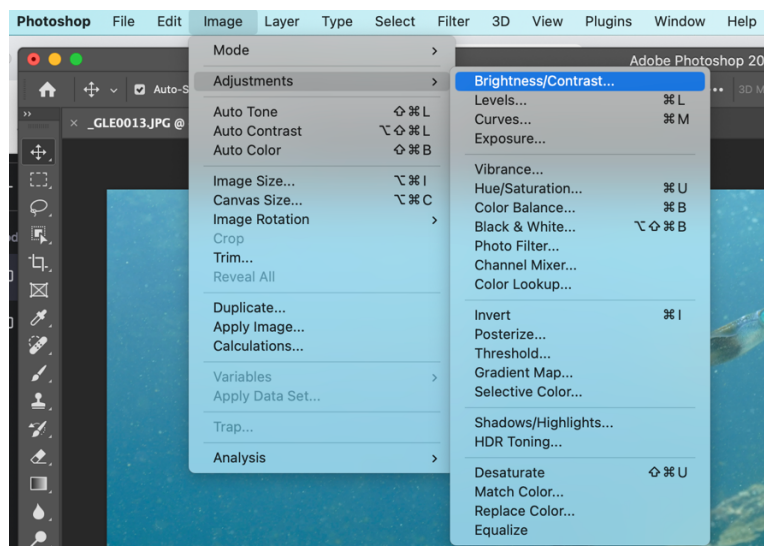 Photoshop File Edit Image Layer Type Select Filter 3D View Plugins Window Help
Adobe Photoshop 20
Auto-S
3D M
_GLE0013.JPG @
Mode
Adjustments
Auto Tone ⇧⌘L
Auto Contrast ⌥⇧⌘L
Auto Color ⇧⌘B
Image Size... ⌥⌘I
Canvas Size... ⌥⌘C
Image Rotation
Crop
Trim...
Reveal All
Duplicate...
Apply Image...
Calculations...
Variables
Apply Data Set...
Trap...
Analysis
Brightness/Contrast...
Levels... ⌘L
Curves... ⌘M
Exposure...
Vibrance...
Hue/Saturation... ⌘U
Color Balance... ⌘B
Black & White... ⌥⇧⌘B
Photo Filter...
Channel Mixer...
Color Lookup...
Invert ⌘I
Posterize...
Threshold...
Gradient Map...
Selective Color...
Shadows/Highlights...
HDR Toning...
Desaturate ⇧⌘U
Match Color...
Replace Color...
Equalize